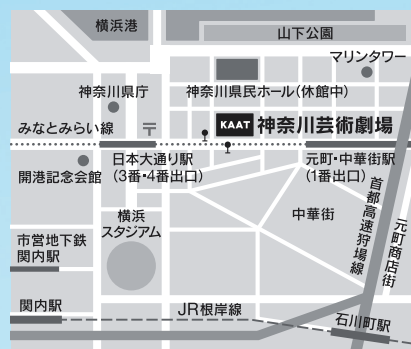 横浜港
山下公園
マリンタワー
神奈川県庁
神奈川県民ホール(休館中)
みなとみらい線
〒
KAAT 神奈川芸術劇場
開港記念会館
日本大通り駅
(3番・4番出口)
元町・中華街駅
(1番出口)
首都高速狩場線
元町商店街
中華街
横浜
スタジアム
市営地下鉄
関内駅
関内駅
JR根岸線
石川町駅